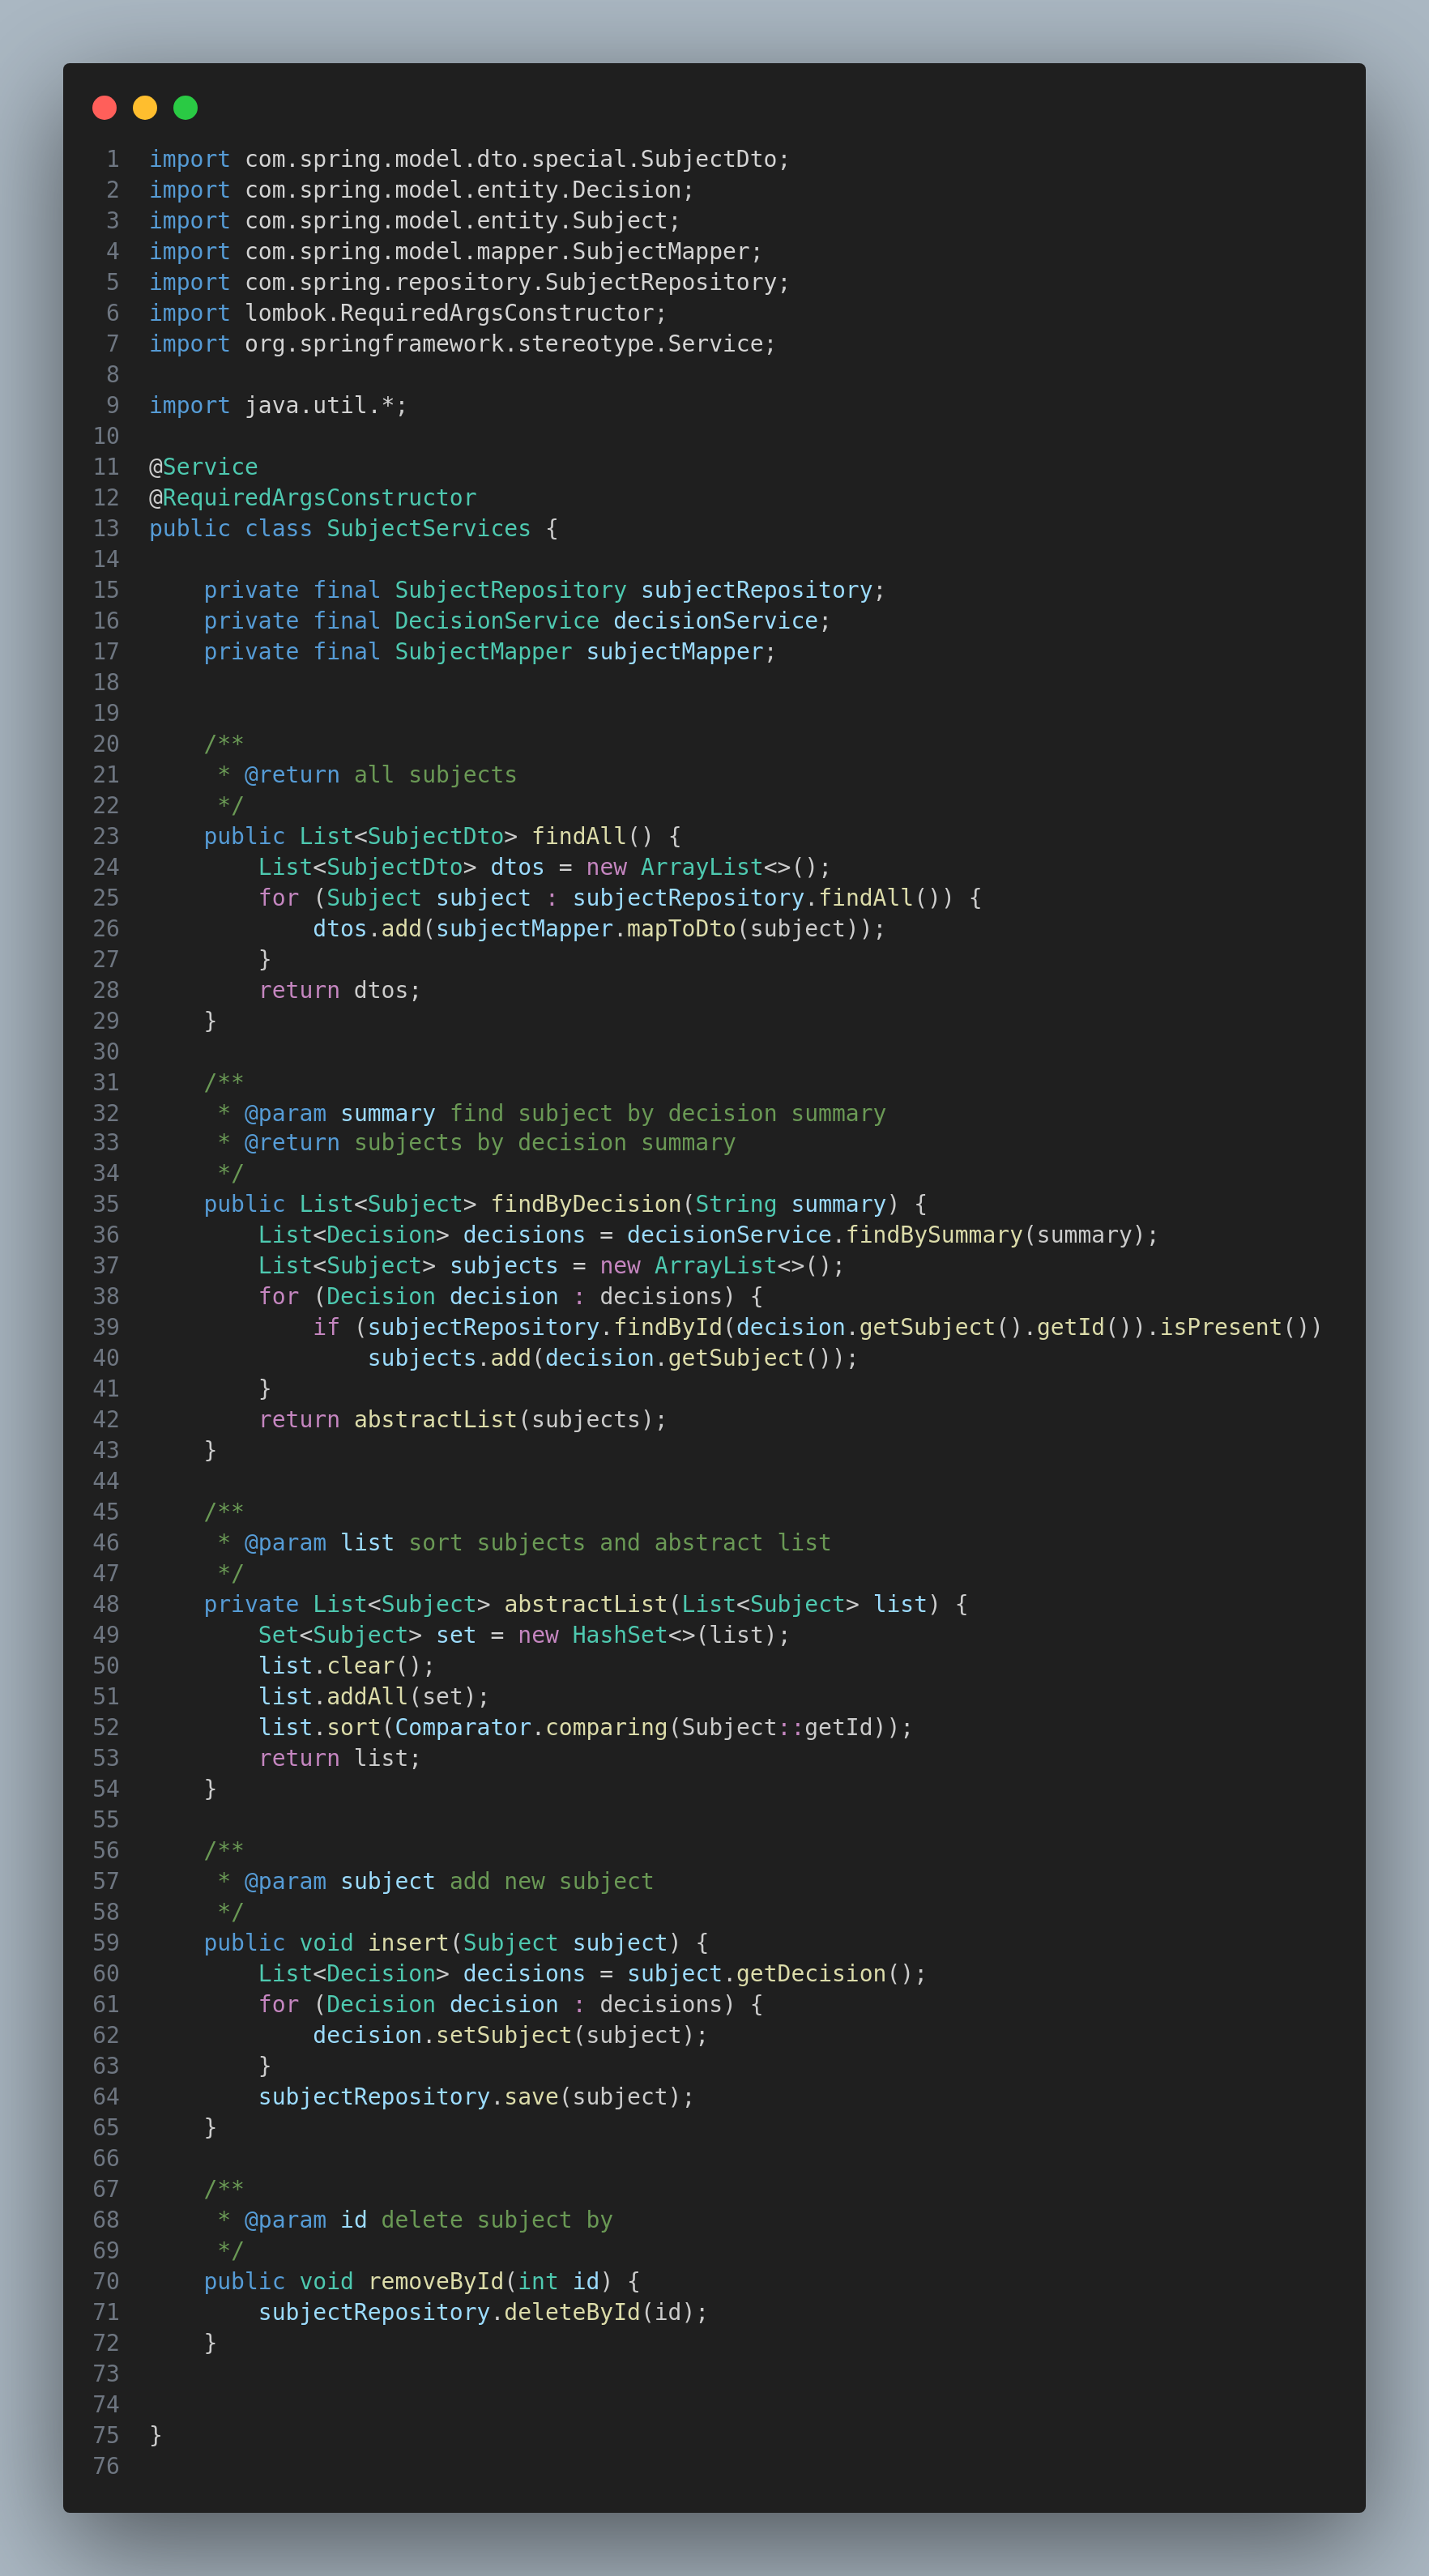 1 import com.spring.model.dto.special.SubjectDto;
2 import com.spring.model.entity.Decision;
3 import com.spring.model.entity.Subject;
4 import com.spring.model.mapper.SubjectMapper;
5 import com.spring.repository.SubjectRepository;
6 import lombok.RequiredArgsConstructor;
7 import org.springframework.stereotype.Service;
8
9 import java.util.*;
10
11 @Service
12 @RequiredArgsConstructor
13 public class SubjectServices {
14
15     private final SubjectRepository subjectRepository;
16     private final DecisionService decisionService;
17     private final SubjectMapper subjectMapper;
18
19
20     /**
21      * @return all subjects
22      */
23     public List<SubjectDto> findAll() {
24         List<SubjectDto> dtos = new ArrayList<>();
25         for (Subject subject : subjectRepository.findAll()) {
26             dtos.add(subjectMapper.mapToDto(subject));
27         }
28         return dtos;
29     }
30
31     /**
32      * @param summary find subject by decision summary
33      * @return subjects by decision summary
34      */
35     public List<Subject> findByDecision(String summary) {
36         List<Decision> decisions = decisionService.findBySummary(summary);
37         List<Subject> subjects = new ArrayList<>();
38         for (Decision decision : decisions) {
39             if (subjectRepository.findById(decision.getSubject().getId()).isPresent())
40                 subjects.add(decision.getSubject());
41         }
42         return abstractList(subjects);
43     }
44
45     /**
46      * @param list sort subjects and abstract list
47      */
48     private List<Subject> abstractList(List<Subject> list) {
49         Set<Subject> set = new HashSet<>(list);
50         list.clear();
51         list.addAll(set);
52         list.sort(Comparator.comparing(Subject::getId));
53         return list;
54     }
55
56     /**
57      * @param subject add new subject
58      */
59     public void insert(Subject subject) {
60         List<Decision> decisions = subject.getDecision();
61         for (Decision decision : decisions) {
62             decision.setSubject(subject);
63         }
64         subjectRepository.save(subject);
65     }
66
67     /**
68      * @param id delete subject by
69      */
70     public void removeById(int id) {
71         subjectRepository.deleteById(id);
72     }
73
74
75 }
76